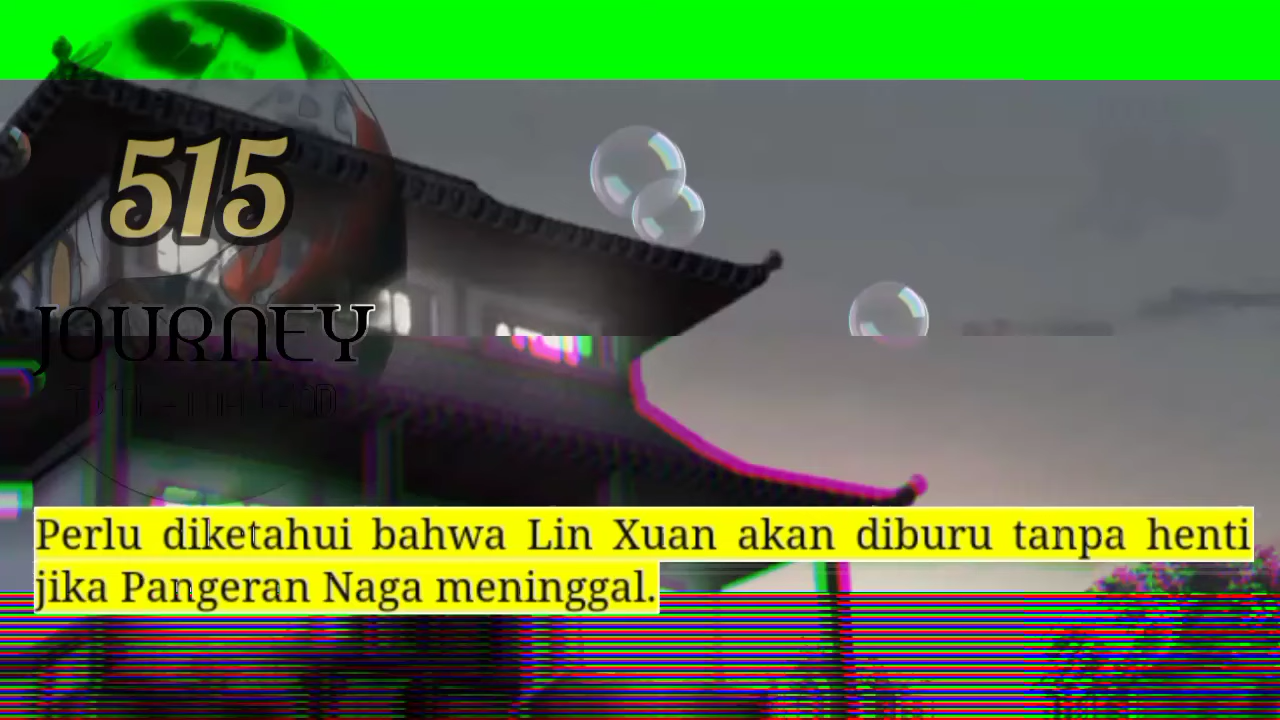 515
JOURNEY
Perlu diketahui bahwa Lin Xuan akan diburu tanpa henti
jika Pangeran Naga meninggal.